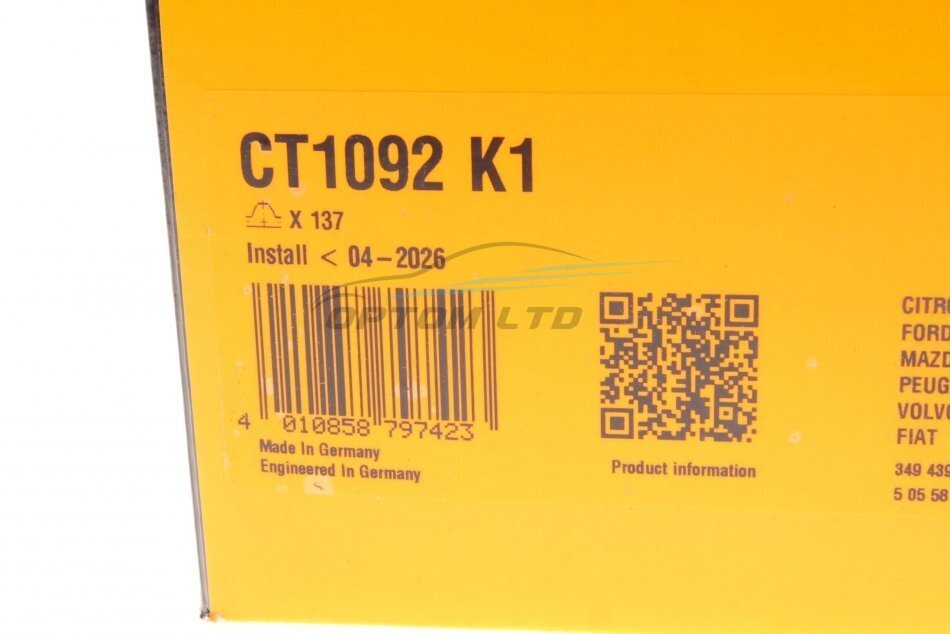 CT1092 K1
X 137
Install < 04-2026
OPTOM LTD
4 010858 797423
Made In Germany
Engineered In Germany
Product information
CITRO
FORD
MAZD
PEUG
VOLVO
FIAT
349 439
5 05 58